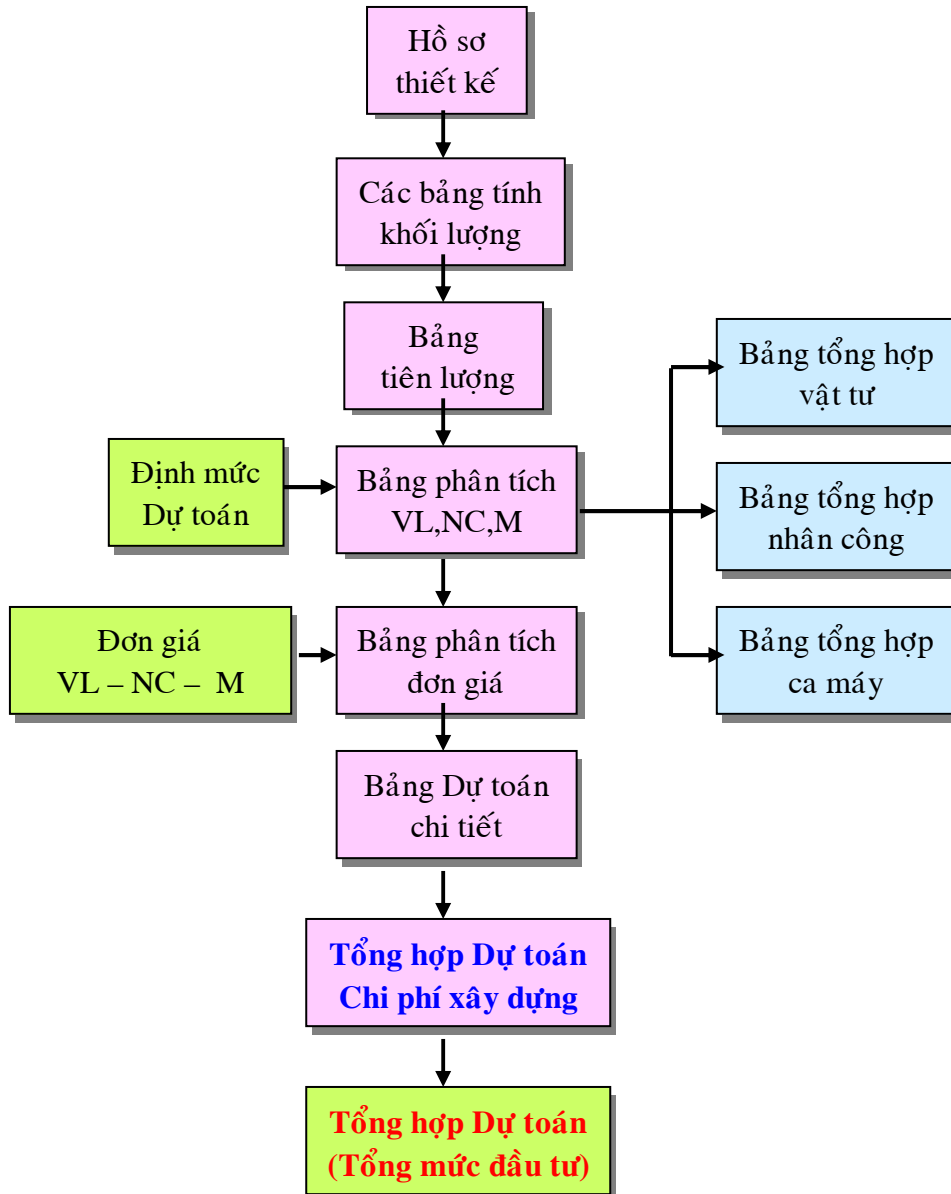 Hồ sơ
thiết kế
Các bảng tính
khối lượng
Bảng
tiên lượng
Bảng tổng hợp
vật tư
Định mức
Dự toán
Bảng phân tích
VL,NC,M
Bảng tổng hợp
nhân công
Đơn giá
VL – NC – M
Bảng phân tích
đơn giá
Bảng tổng hợp
ca máy
Bảng Dự toán
chi tiết
Tổng hợp Dự toán
Chi phí xây dựng
Tổng hợp Dự toán
(Tổng mức đầu tư)